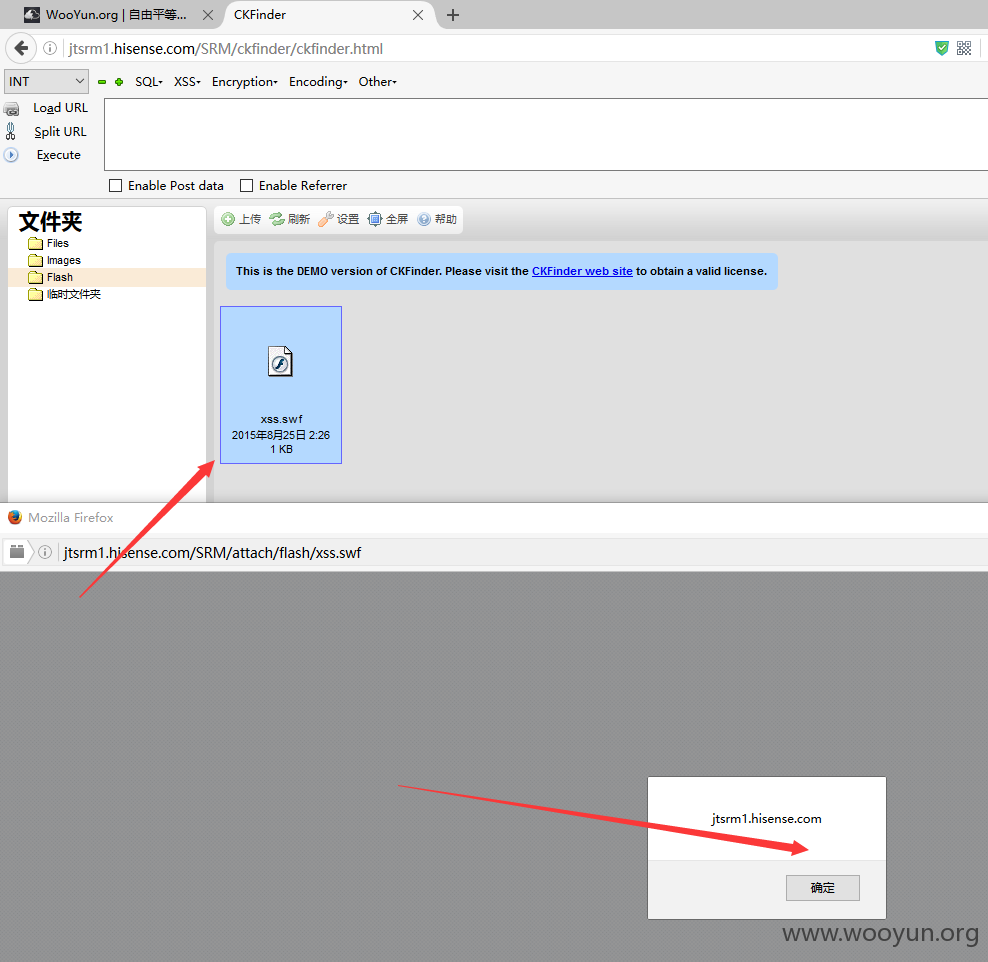 WooYun.org | 自由平等...
CKFinder
jtsrm1.hisense.com/SRM/ckfinder/ckfinder.html
INT
SQL
XSS
Encryption
Encoding
Other
Load URL
Split URL
Execute
Enable Post data
Enable Referrer
文件夹
Files
Images
Flash
临时文件夹
上传
刷新
设置
全屏
帮助
This is the DEMO version of CKFinder. Please visit the CKFinder web site to obtain a valid license.
xss.swf
2015年8月25日 2:26
1 KB
Mozilla Firefox
jtsrm1.hisense.com/SRM/attach/flash/xss.swf
jtsrm1.hisense.com
确定
www.wooyun.org